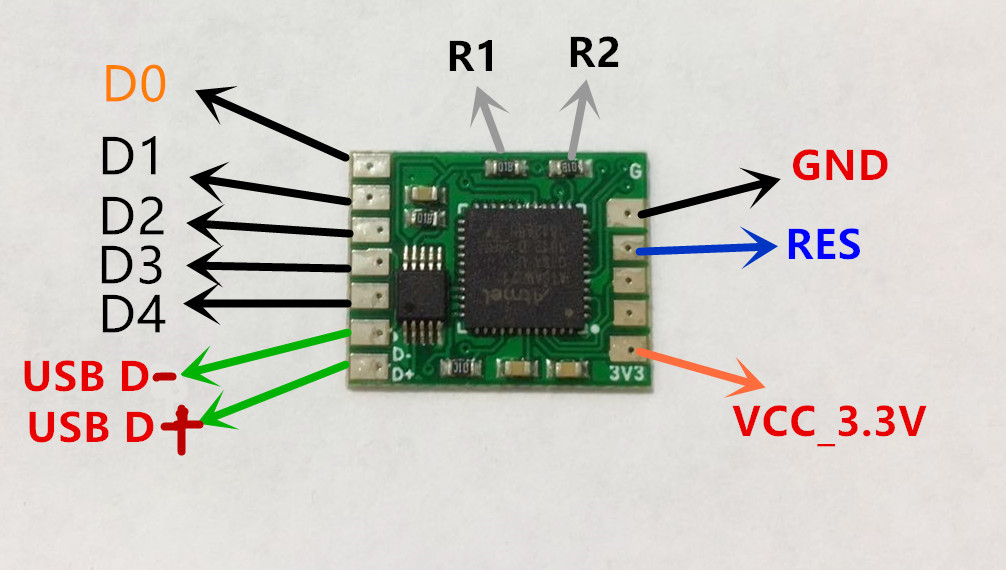 R1
R2
D0
D1
D2
D3
D4
USB D-
USB D+
GND
RES
VCC_3.3V
G
D-
D+
3V3
Atmel